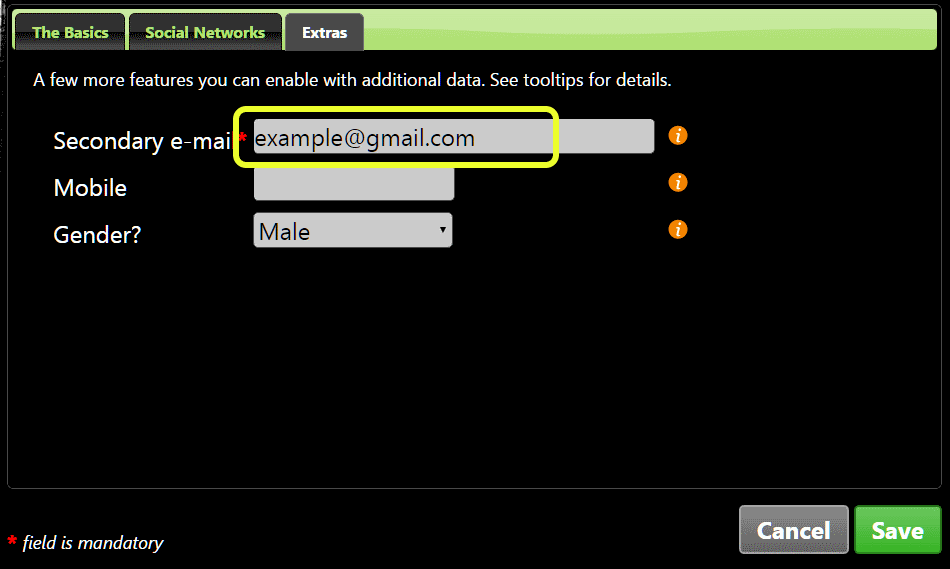 The Basics Social Networks Extras
A few more features you can enable with additional data. See tooltips for details.
Secondary e-mail * example@gmail.com i
Mobile i
Gender? Male i
Cancel Save
* field is mandatory